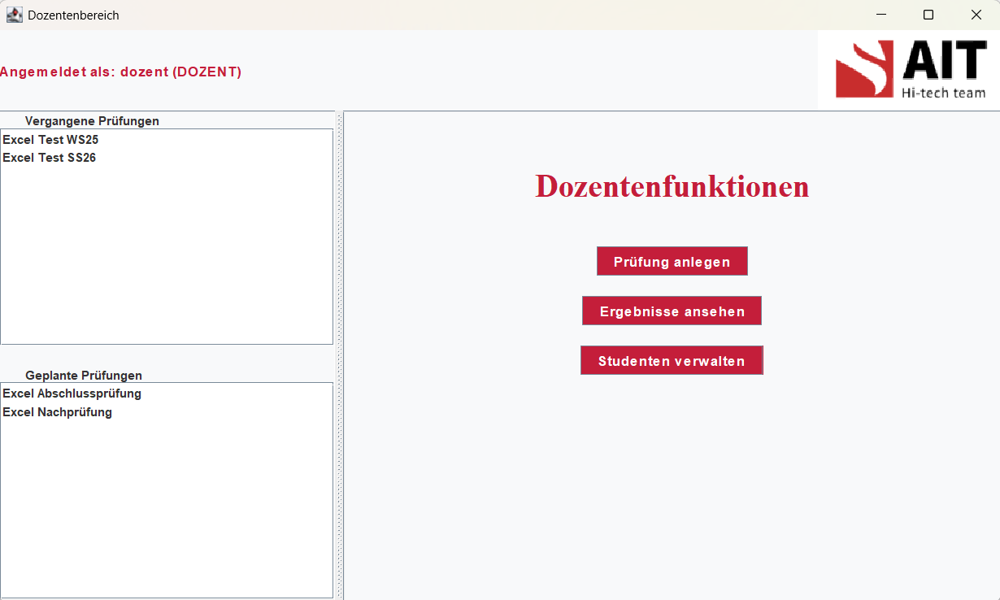 Dozentenbereich
Angemeldet als: dozent (DOZENT)
AIT
Hi-tech team
Vergangene Prüfungen
Excel Test WS25
Excel Test SS26
Geplante Prüfungen
Excel Abschlussprüfung
Excel Nachprüfung
Dozentenfunktionen
Prüfung anlegen
Ergebnisse ansehen
Studenten verwalten